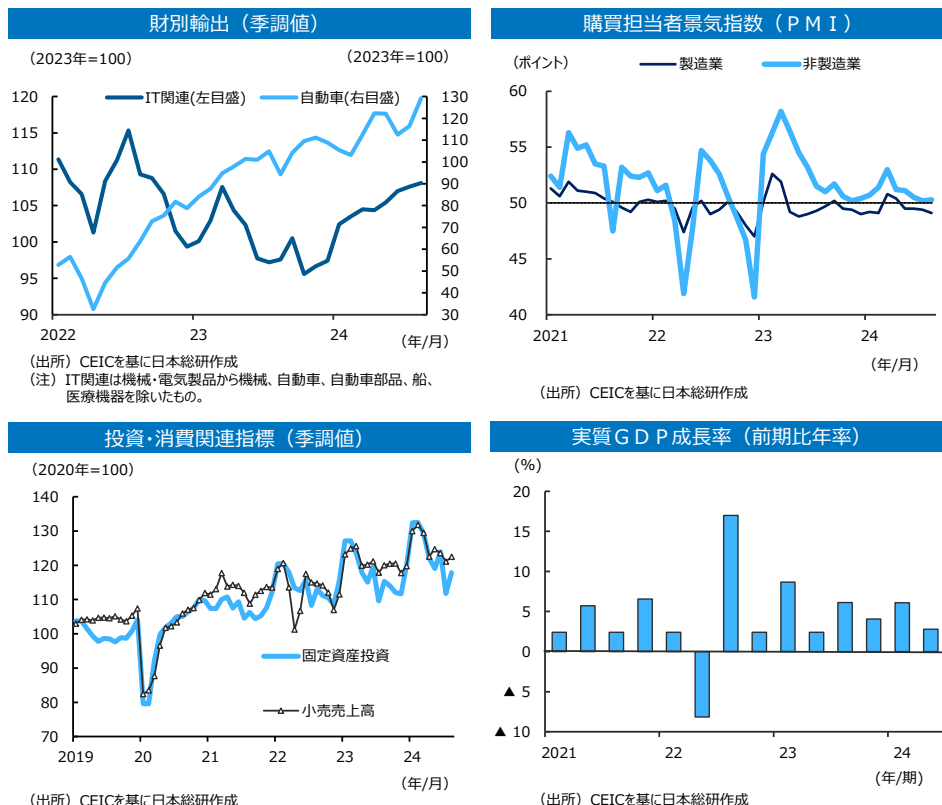 財別輸出（季調値）
（2023年=100）
（2023年=100）
IT関連(左目盛)
自動車(右目盛)
120
115
110
105
100
95
90
130
120
110
100
90
80
70
60
50
40
30
2022
23
24
（年/月）
（出所）CEICを基に日本総研作成
（注）IT関連は機械・電気製品から機械、自動車、自動車部品、船、
医療機器を除いたもの。
購買担当者景気指数（ＰＭＩ）
（ポイント）
製造業
非製造業
60
55
50
45
40
2021
22
23
24
（年/月）
（出所）CEICを基に日本総研作成
投資・消費関連指標（季調値）
（2020年=100）
140
130
120
110
100
90
80
70
固定資産投資
小売売上高
2019
20
21
22
23
24
（年/月）
（出所）CEICを基に日本総研作成
実質ＧＤＰ成長率（前期比年率）
（%）
20
15
10
5
0
▲ 5
▲ 10
2021
22
23
24
（年/期）
（出所）CEICを基に日本総研作成